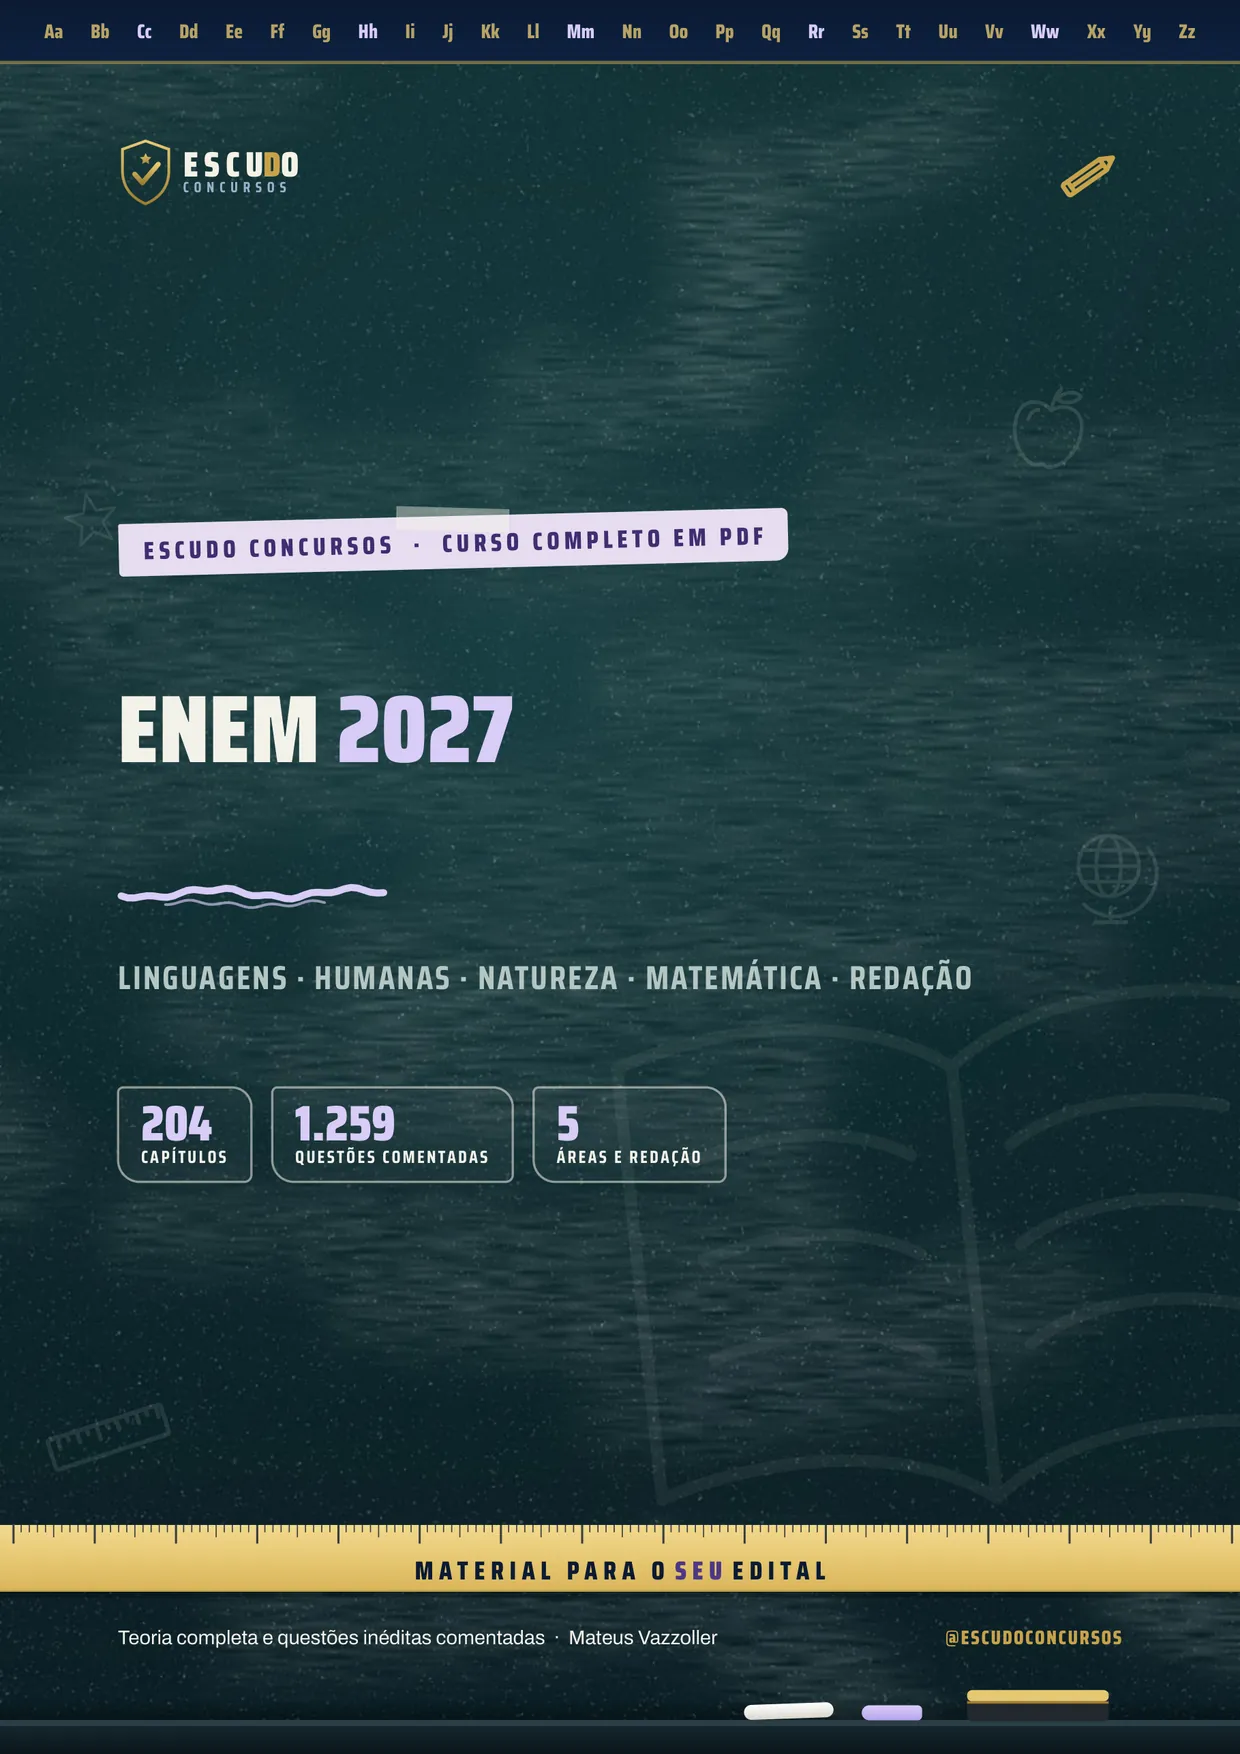 Aa Bb Cc Dd Ee Ff Gg Hh Ii Jj Kk Ll Mm Nn Oo Pp Qq Rr Ss Tt Uu Vv Ww Xx Yy Zz
ESCUDO
CONCURSOS
ESCUDO CONCURSOS · CURSO COMPLETO EM PDF
ENEM 2027
LINGUAGENS · HUMANAS · NATUREZA · MATEMÁTICA · REDAÇÃO
204
CAPÍTULOS
1.259
QUESTÕES COMENTADAS
5
ÁREAS E REDAÇÃO
MATERIAL PARA O SEU EDITAL
Teoria completa e questões inéditas comentadas · Mateus Vazzoller
@ESCUDOCONCURSOS